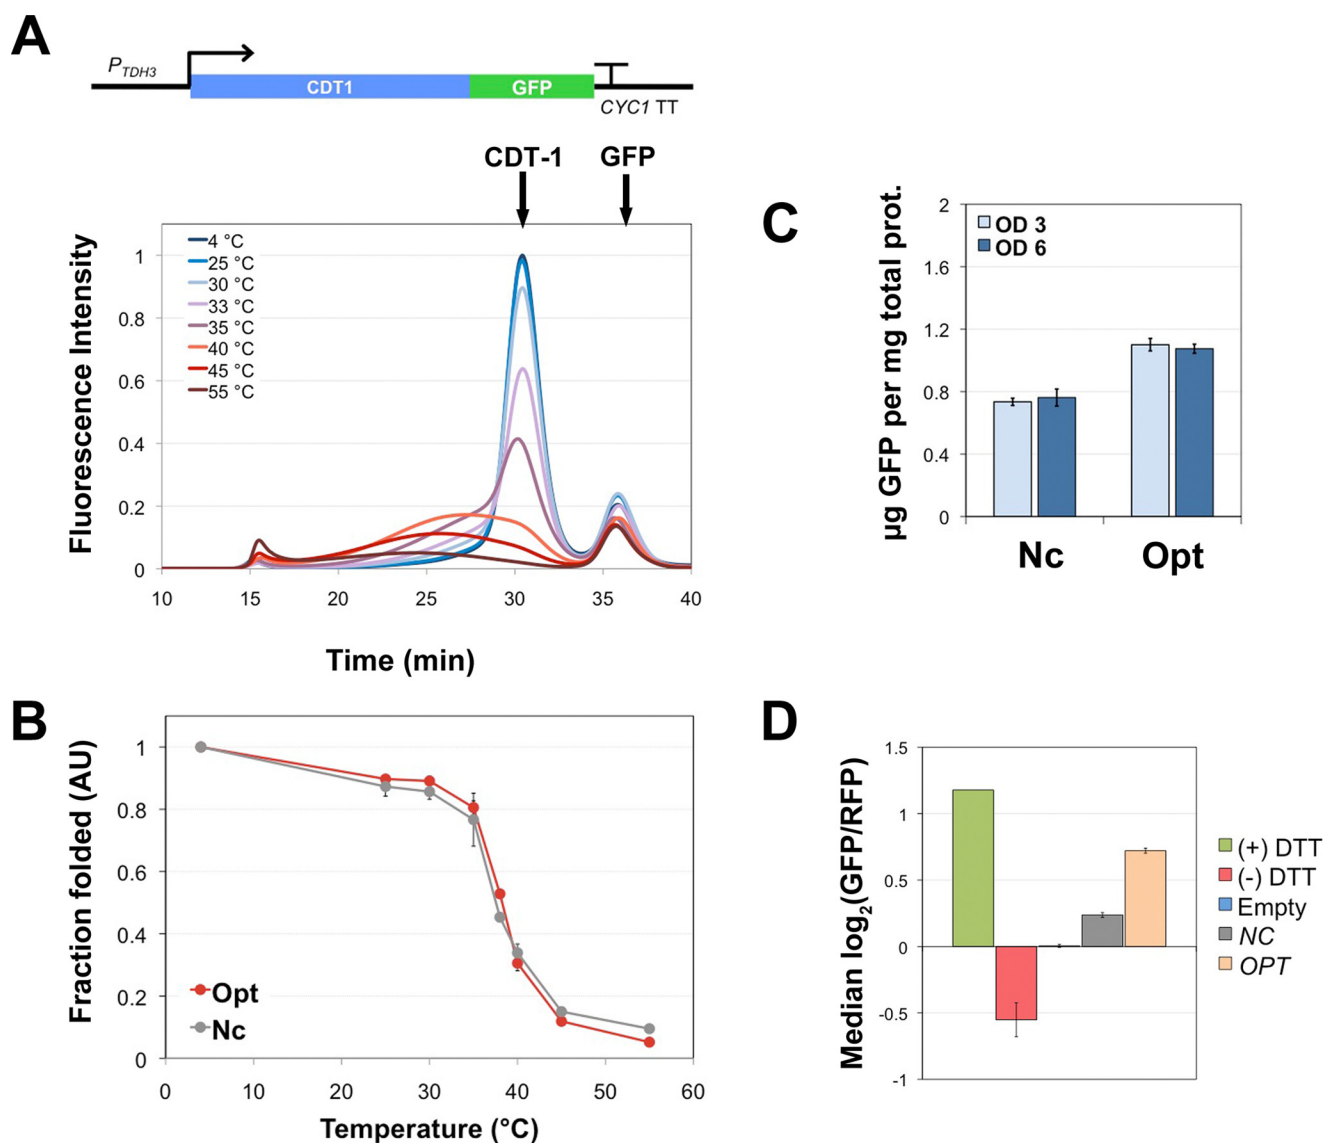 A
P_TDH3
CDT1
GFP
CYC1 TT
CDT-1
GFP
Fluorescence Intensity
4 °C
25 °C
30 °C
33 °C
35 °C
40 °C
45 °C
55 °C
1
0.8
0.6
0.4
0.2
0
10 15 20 25 30 35 40
Time (min)
B
Fraction folded (AU)
1
0.8
0.6
0.4
0.2
0
Opt
Nc
0 10 20 30 40 50 60
Temperature (°C)
C
µg GFP per mg total prot.
2
1.6
1.2
0.8
0.4
0
OD 3
OD 6
Nc Opt
D
Median log2(GFP/RFP)
1.5
1
0.5
0
-0.5
-1
(+) DTT
(-) DTT
Empty
NC
OPT